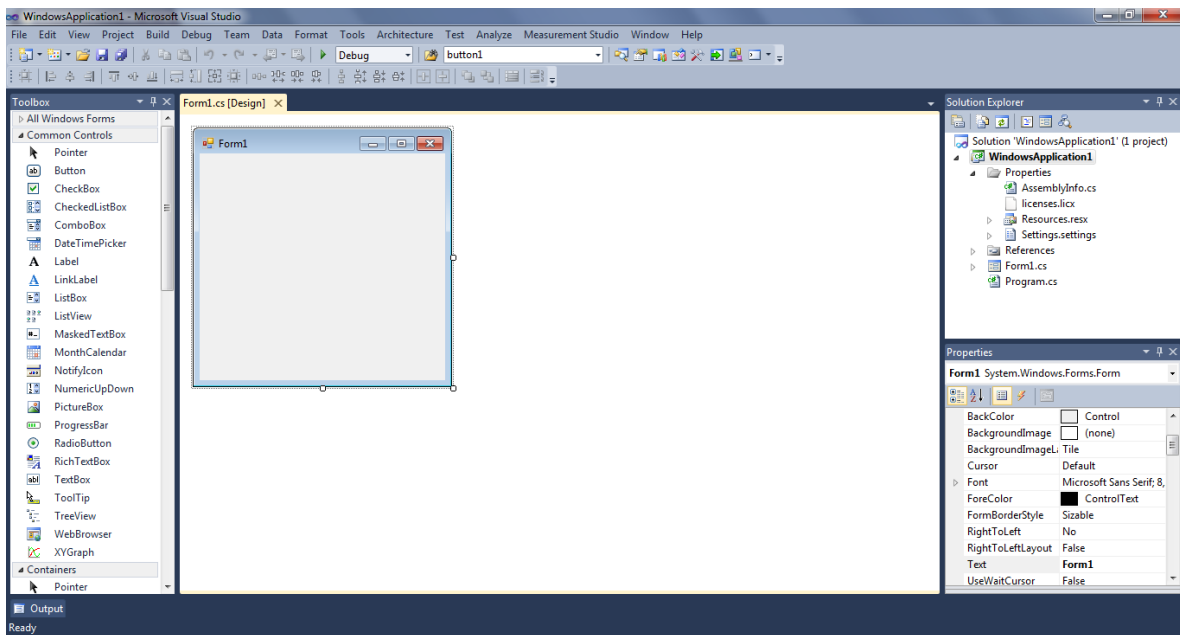 WindowsApplication1 - Microsoft Visual Studio
File Edit View Project Build Debug Team Data Format Tools Architecture Test Analyze Measurement Studio Window Help
Debug button1
Toolbox
All Windows Forms
Common Controls
Pointer
Button
CheckBox
CheckedListBox
ComboBox
DateTimePicker
Label
LinkLabel
ListBox
ListView
MaskedTextBox
MonthCalendar
NotifyIcon
NumericUpDown
PictureBox
ProgressBar
RadioButton
RichTextBox
TextBox
ToolTip
TreeView
WebBrowser
XYGraph
Containers
Pointer
Form1.cs [Design]
Form1
Solution Explorer
Solution 'WindowsApplication1' (1 project)
WindowsApplication1
Properties
AssemblyInfo.cs
licenses.licx
Resources.resx
Settings.settings
References
Form1.cs
Program.cs
Properties
Form1 System.Windows.Forms.Form
BackColor Control
BackgroundImage (none)
BackgroundImageL Tile
Cursor Default
Font Microsoft Sans Serif; 8,
ForeColor ControlText
FormBorderStyle Sizable
RightToLeft No
RightToLeftLayout False
Text Form1
UseWaitCursor False
Output
Ready